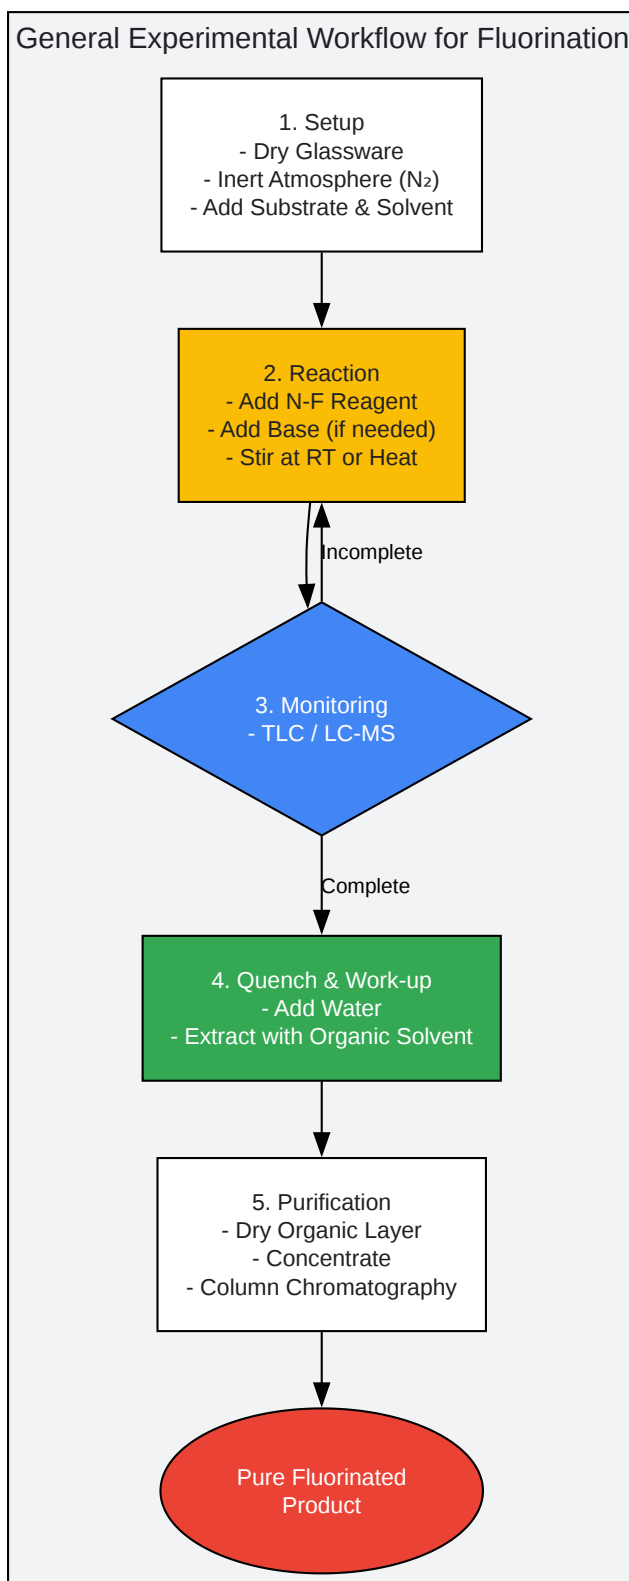 General Experimental Workflow for Fluorination
1. Setup
- Dry Glassware
- Inert Atmosphere (N₂)
- Add Substrate & Solvent
2. Reaction
- Add N-F Reagent
- Add Base (if needed)
- Stir at RT or Heat
Incomplete
3. Monitoring
- TLC / LC-MS
Complete
4. Quench & Work-up
- Add Water
- Extract with Organic Solvent
5. Purification
- Dry Organic Layer
- Concentrate
- Column Chromatography
Pure Fluorinated
Product